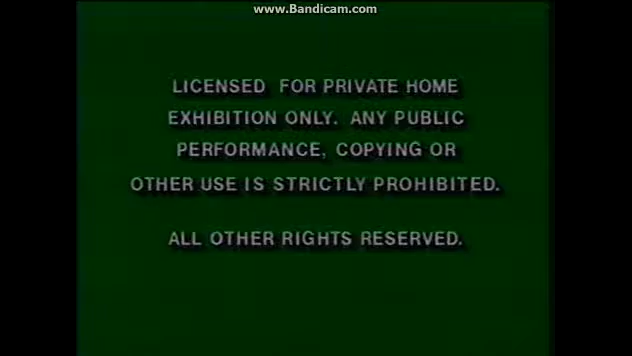 www.Bandicam.com
LICENSED FOR PRIVATE HOME
EXHIBITION ONLY. ANY PUBLIC
PERFORMANCE, COPYING OR
OTHER USE IS STRICTLY PROHIBITED.
ALL OTHER RIGHTS RESERVED.